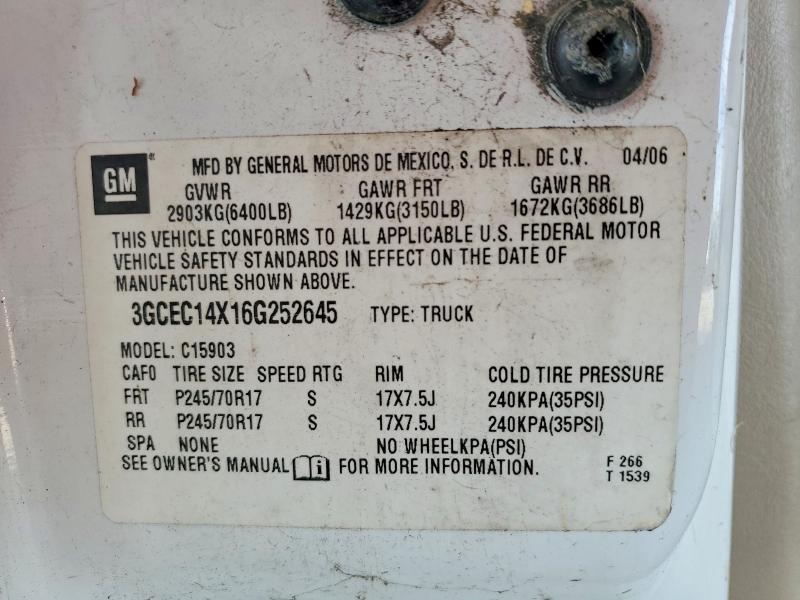 GM MFD BY GENERAL MOTORS DE MEXICO, S. DE R.L. DE C.V. 04/06
GVWR GAWR FRT GAWR RR
2903KG(6400LB) 1429KG(3150LB) 1672KG(3686LB)
THIS VEHICLE CONFORMS TO ALL APPLICABLE U.S. FEDERAL MOTOR
VEHICLE SAFETY STANDARDS IN EFFECT ON THE DATE OF
MANUFACTURE SHOWN ABOVE.
3GCEC14X16G252645 TYPE: TRUCK
MODEL: C15903
CAFO TIRE SIZE SPEED RTG RIM COLD TIRE PRESSURE
FRT P245/70R17 S 17X7.5J 240KPA(35PSI)
RR P245/70R17 S 17X7.5J 240KPA(35PSI)
SPA NONE NO WHEELKPA(PSI)
SEE OWNER'S MANUAL FOR MORE INFORMATION.
F 266
T 1539